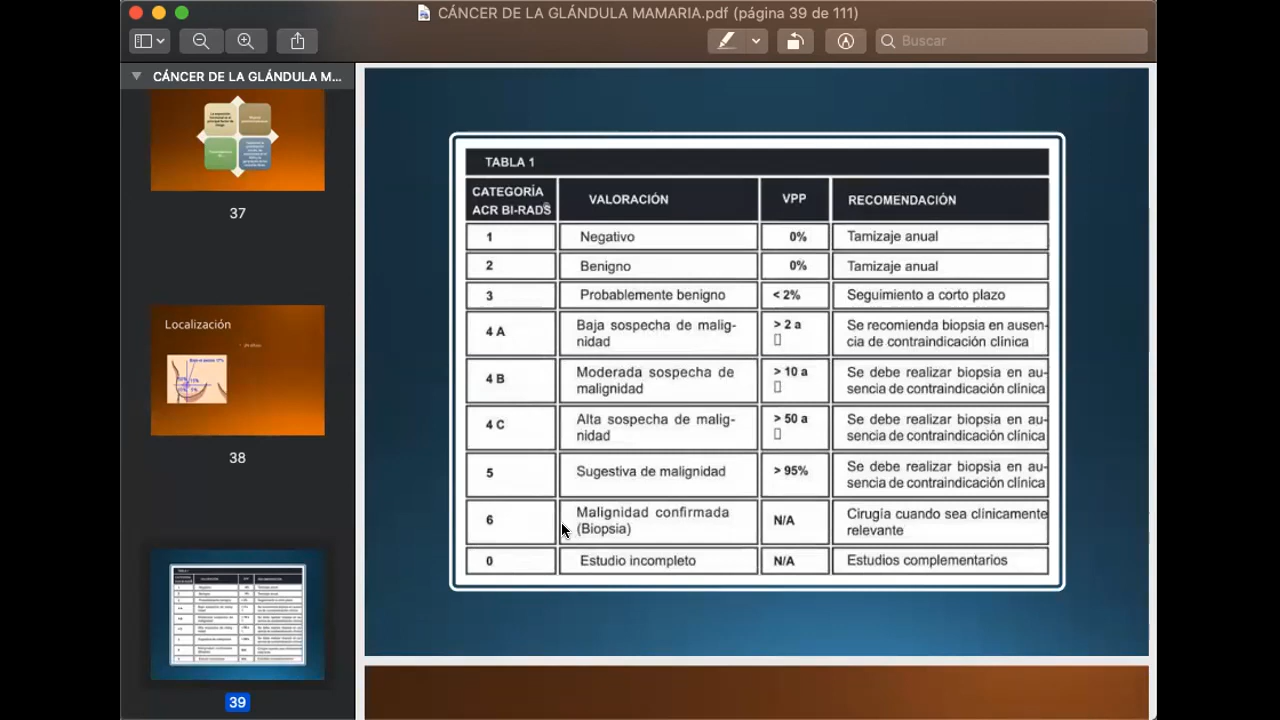 CÁNCER DE LA GLÁNDULA MAMARIA.pdf (página 39 de 111)
Buscar
CÁNCER DE LA GLÁNDULA M...
37
Localización
38
39
TABLA 1
CATEGORÍA
ACR BI-RADS®
VALORACIÓN
VPP
RECOMENDACIÓN
1
Negativo
0%
Tamizaje anual
2
Benigno
0%
Tamizaje anual
3
Probablemente benigno
< 2%
Seguimiento a corto plazo
4 A
Baja sospecha de malig-
nidad
> 2 a
Se recomienda biopsia en ausen-
cia de contraindicación clínica
4 B
Moderada sospecha de
malignidad
> 10 a
Se debe realizar biopsia en au-
sencia de contraindicación clínica
4 C
Alta sospecha de malig-
nidad
> 50 a
Se debe realizar biopsia en au-
sencia de contraindicación clínica
5
Sugestiva de malignidad
> 95%
Se debe realizar biopsia en au-
sencia de contraindicación clínica
6
Malignidad confirmada
(Biopsia)
N/A
Cirugía cuando sea clínicamente
relevante
0
Estudio incompleto
N/A
Estudios complementarios